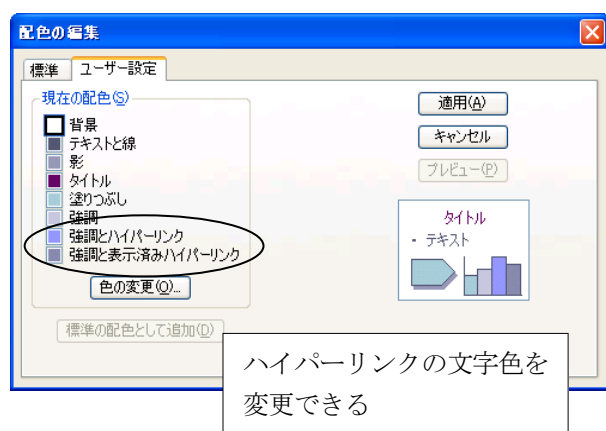 配色の編集
標準 ユーザー設定
現在の配色(S)
背景
テキストと線
影
タイトル
塗りつぶし
強調
強調とハイパーリンク
強調と表示済みハイパーリンク
色の変更(O)...
標準の配色として追加(D)
適用(A)
キャンセル
プレビュー(P)
タイトル
・ テキスト
ハイパーリンクの文字色を
変更できる